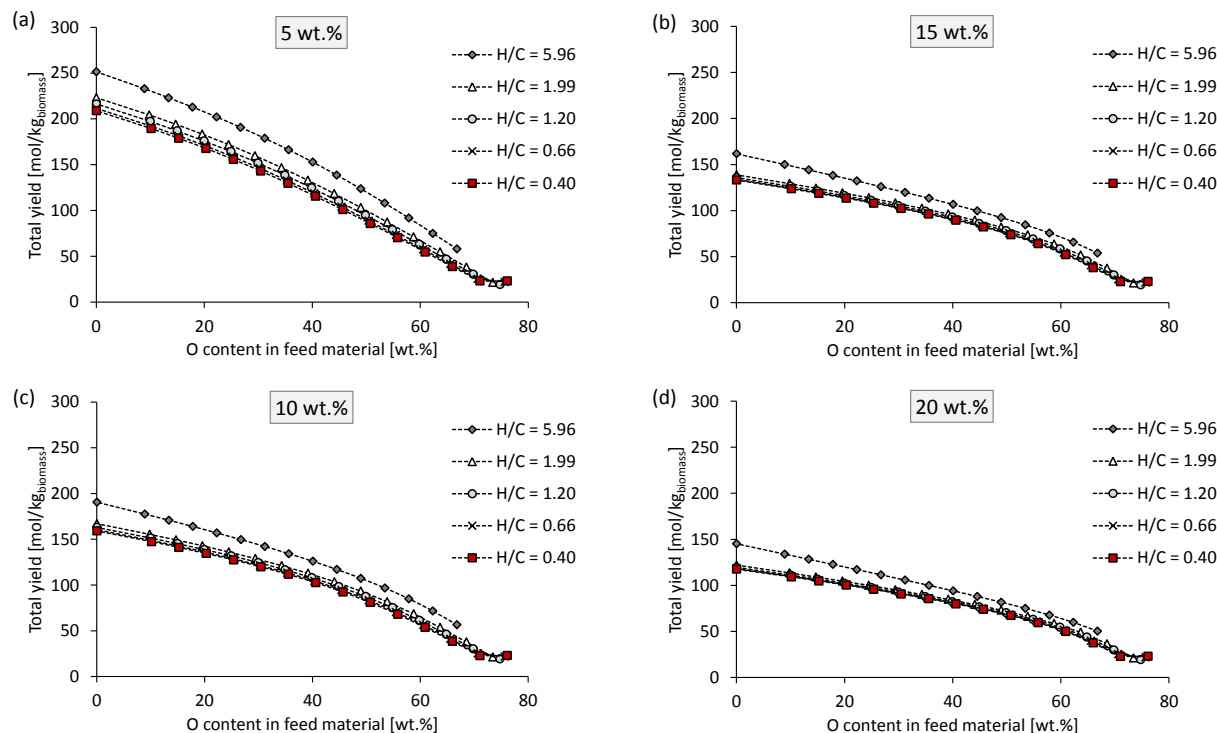 (a)
5 wt.%
Total yield [mol/kgbiomass]
300
250
200
150
100
50
0
0 20 40 60 80
O content in feed material [wt.%]
H/C = 5.96
H/C = 1.99
H/C = 1.20
H/C = 0.66
H/C = 0.40
(b)
15 wt.%
Total yield [mol/kgbiomass]
300
250
200
150
100
50
0
0 20 40 60 80
O content in feed material [wt.%]
H/C = 5.96
H/C = 1.99
H/C = 1.20
H/C = 0.66
H/C = 0.40
(c)
10 wt.%
Total yield [mol/kgbiomass]
300
250
200
150
100
50
0
0 20 40 60 80
O content in feed material [wt.%]
H/C = 5.96
H/C = 1.99
H/C = 1.20
H/C = 0.66
H/C = 0.40
(d)
20 wt.%
Total yield [mol/kgbiomass]
300
250
200
150
100
50
0
0 20 40 60 80
O content in feed material [wt.%]
H/C = 5.96
H/C = 1.99
H/C = 1.20
H/C = 0.66
H/C = 0.40